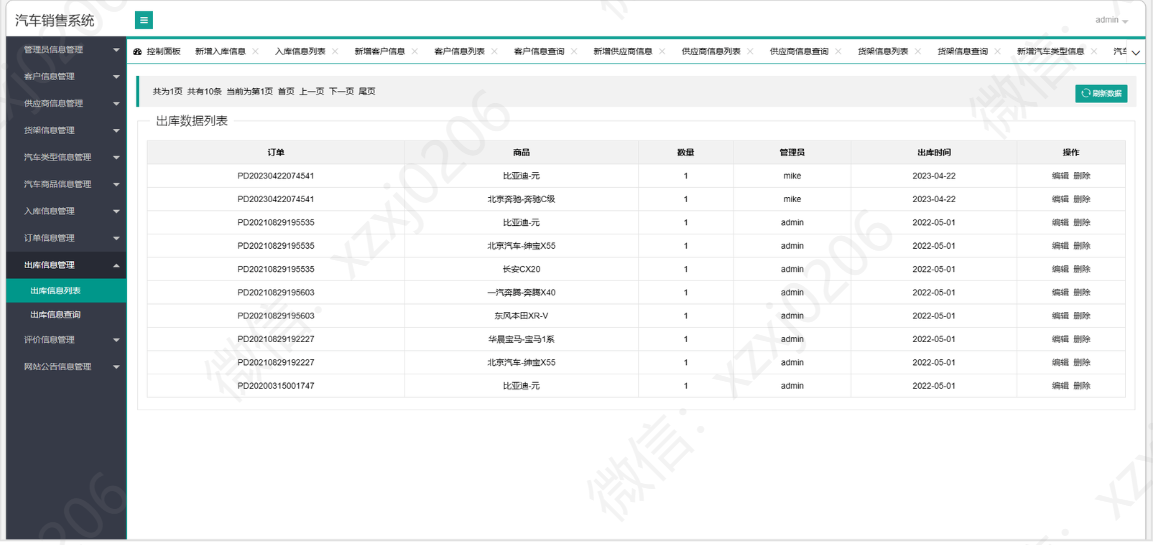 汽车销售系统
admin
管理员信息管理
客户信息管理
供应商信息管理
货架信息管理
汽车类型信息管理
汽车商品信息管理
入库信息管理
订单信息管理
出库信息管理
出库信息列表
出库信息查询
评价信息管理
网站公告信息管理
控制面板 新增入库信息 入库信息列表 新增客户信息 客户信息列表 客户信息查询 新增供应商信息 供应商信息列表 供应商信息查询 货架信息列表 货架信息查询 新增汽车类型信息
共为1页 共有10条 当前为第1页 首页 上一页 下一页 尾页 刷新数据
出库数据列表
订单 商品 数量 管理员 出库时间 操作
PD20230422074541 比亚迪-元 1 mike 2023-04-22 编辑 删除
PD20230422074541 北京奔驰-奔驰C级 1 mike 2023-04-22 编辑 删除
PD20210829195535 比亚迪-元 1 admin 2022-05-01 编辑 删除
PD20210829195535 北京汽车-绅宝X55 1 admin 2022-05-01 编辑 删除
PD20210829195535 长安CX20 1 admin 2022-05-01 编辑 删除
PD20210829195603 一汽奔腾-奔腾X40 1 admin 2022-05-01 编辑 删除
PD20210829195603 东风本田XR-V 1 admin 2022-05-01 编辑 删除
PD20210829192227 华晨宝马-宝马1系 1 admin 2022-05-01 编辑 删除
PD20210829192227 北京汽车-绅宝X55 1 admin 2022-05-01 编辑 删除
PD20200315001747 比亚迪-元 1 admin 2022-05-01 编辑 删除
微信：xzxj0206
微信：xzxj0206